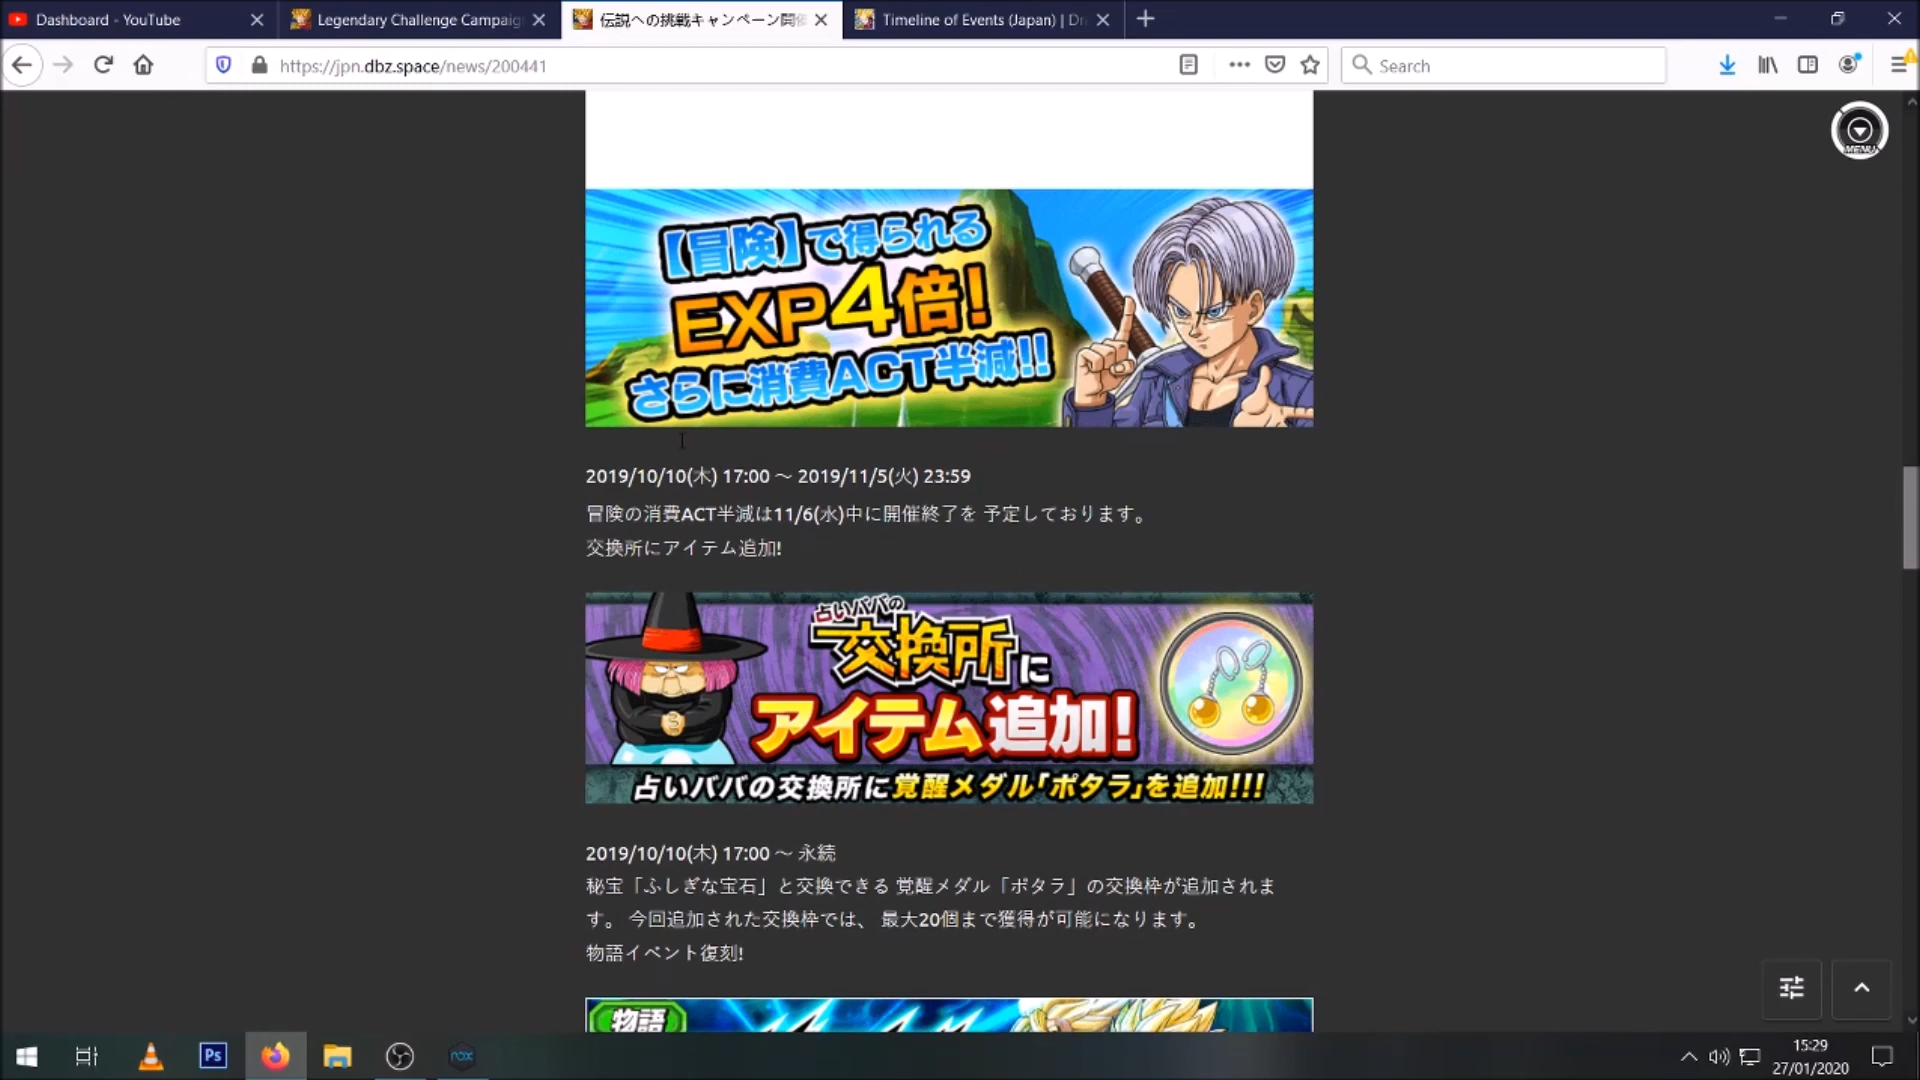 Dashboard - YouTube
Legendary Challenge Campaig
伝説への挑戦キャンペーン開
Timeline of Events (Japan) | Dr
https://jpn.dbz.space/news/200441
Search
MENU
【冒険】で得られる
EXP4倍!
さらに消費ACT半減!!
2019/10/10(木) 17:00 〜 2019/11/5(火) 23:59
冒険の消費ACT半減は11/6(水)中に開催終了を 予定しております。
交換所にアイテム追加!
占いババの
交換所に
アイテム追加!
占いババの交換所に覚醒メダル「ポタラ」を追加!!!
2019/10/10(木) 17:00 〜 永続
秘宝「ふしぎな宝石」と交換できる 覚醒メダル「ポタラ」の交換枠が追加されま
す。 今回追加された交換枠では、 最大20個まで獲得が可能になります。
物語イベント復刻!
物語
Ps
nox
15:29
27/01/2020